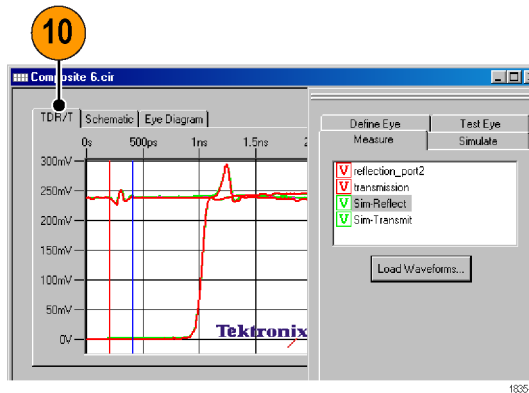 10
Composite 6.cir
TDR/T Schematic Eye Diagram
0s 500ps 1ns 1.5ns 2
300mV
250mV
200mV
150mV
100mV
50mV
0V
Tektronix
Define Eye Test Eye
Measure Simulate
V reflection_port2
V transmission
V Sim-Reflect
V Sim-Transmit
Load Waveforms...
1835